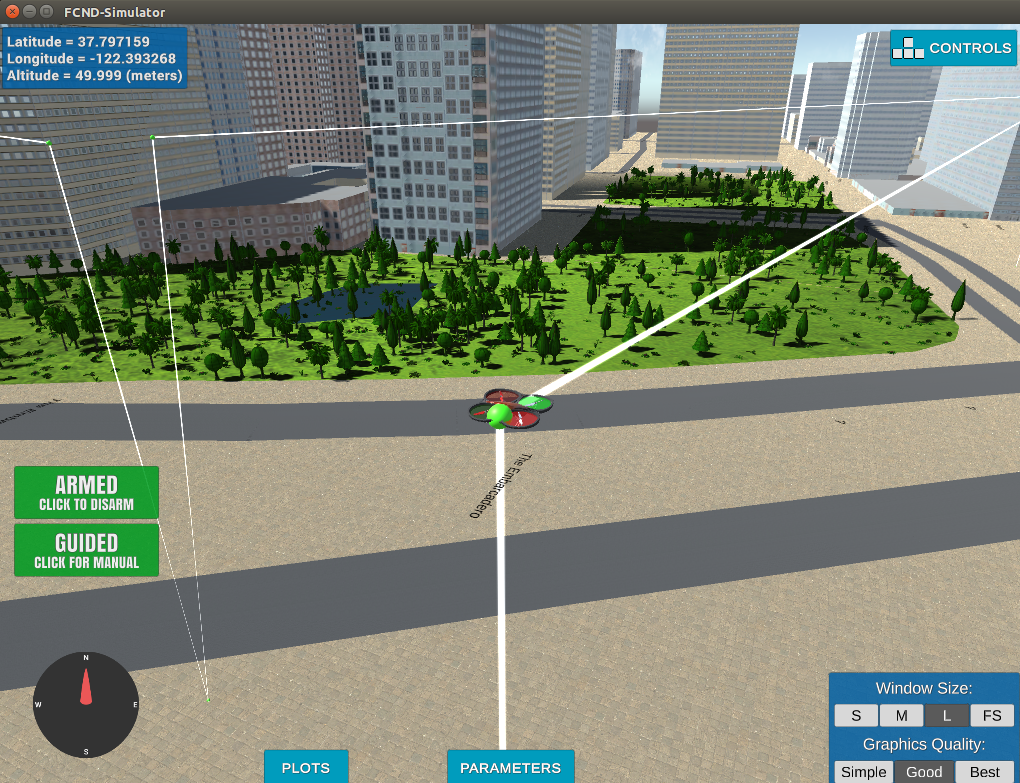 FCND-Simulator
Latitude = 37.797159
Longitude = -122.393268
Altitude = 49.999 (meters)
CONTROLS
The Embarcadero
ARMED
CLICK TO DISARM
GUIDED
CLICK FOR MANUAL
N
W
E
S
PLOTS
PARAMETERS
Window Size:
S
M
L
FS
Graphics Quality:
Simple
Good
Best